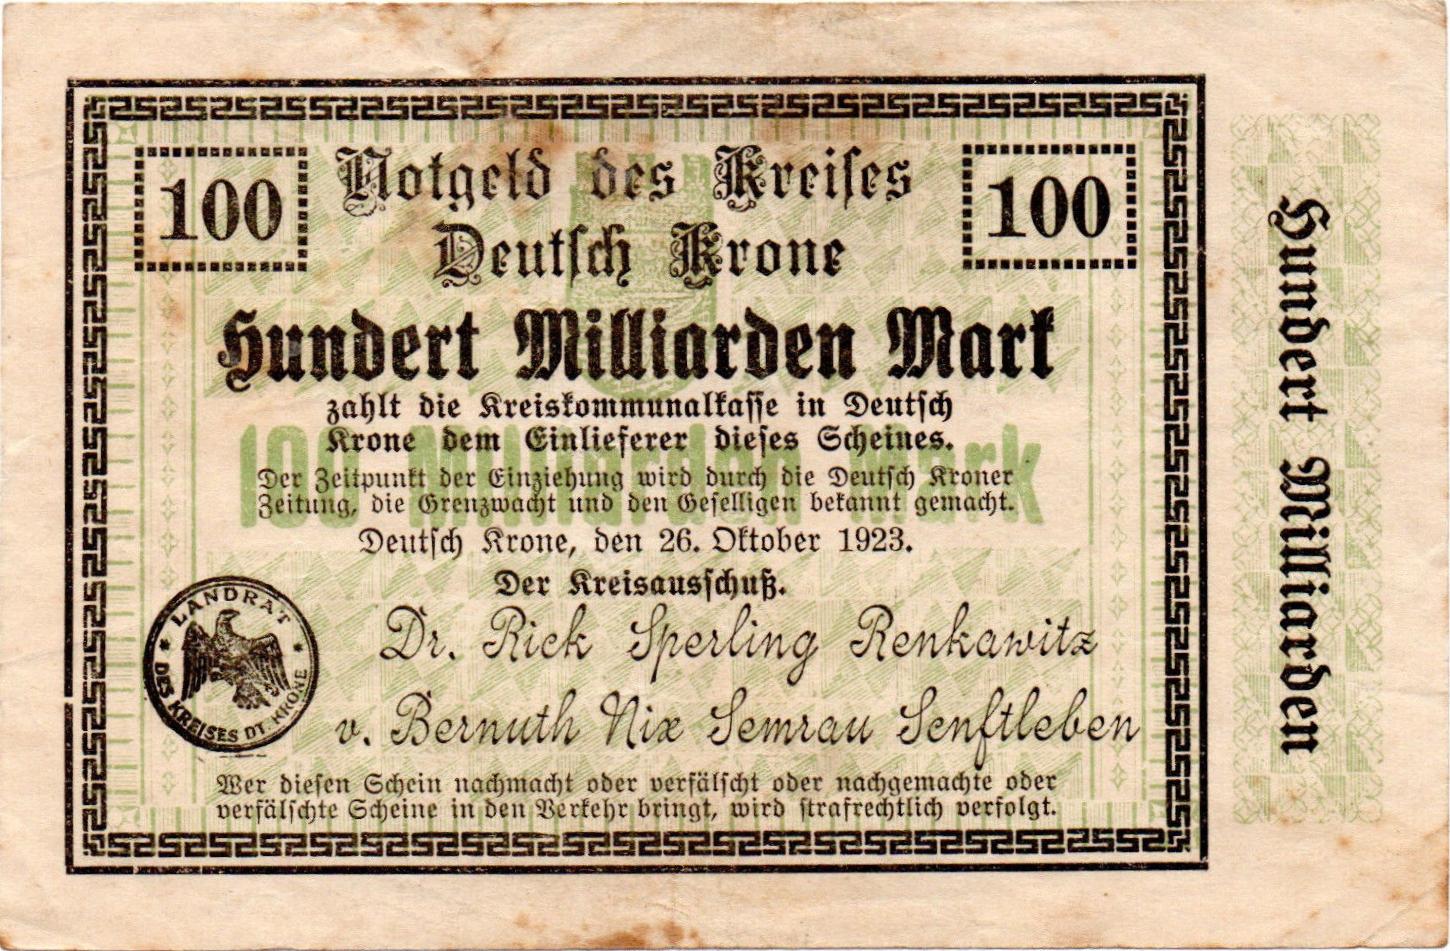 100
Notgeld des Kreises
100
Deutsch Krone
Hundert Milliarden Mark
zahlt die Kreiskommunalkasse in Deutsch
Krone dem Einlieferer dieses Scheines.
100 Milliarden Mark
Der Zeitpunkt der Einziehung wird durch die Deutsch Kroner
Zeitung, die Grenzwacht und den Geselligen bekannt gemacht.
Deutsch Krone, den 26. Oktober 1923.
Der Kreisausschuß.
Dr. Rick Sperling Renkawitz
v. Bernuth Nix Semrau Senftleben
LANDRAT
DES KREISES DT. KRONE
Wer diesen Schein nachmacht oder verfälscht oder nachgemachte oder
verfälschte Scheine in den Verkehr bringt, wird strafrechtlich verfolgt.
Hundert Milliarden